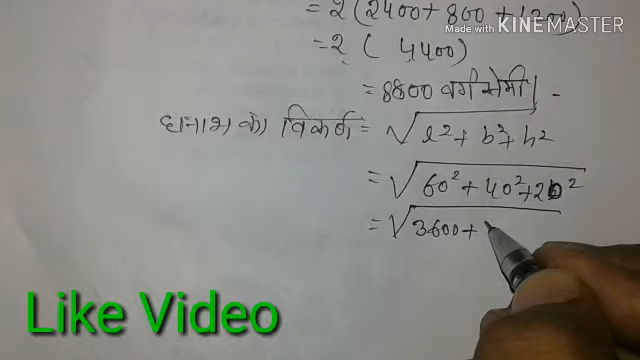 = 2 (2400 + 800 + 1200)
Made with KINEMASTER
= 2 ( 4400)
= 8800 वर्ग सेमी। -
घनाभ का विकर्ण = √l² + b² + h²
= √60² + 40² + 20²
= √3600 +
Like Video